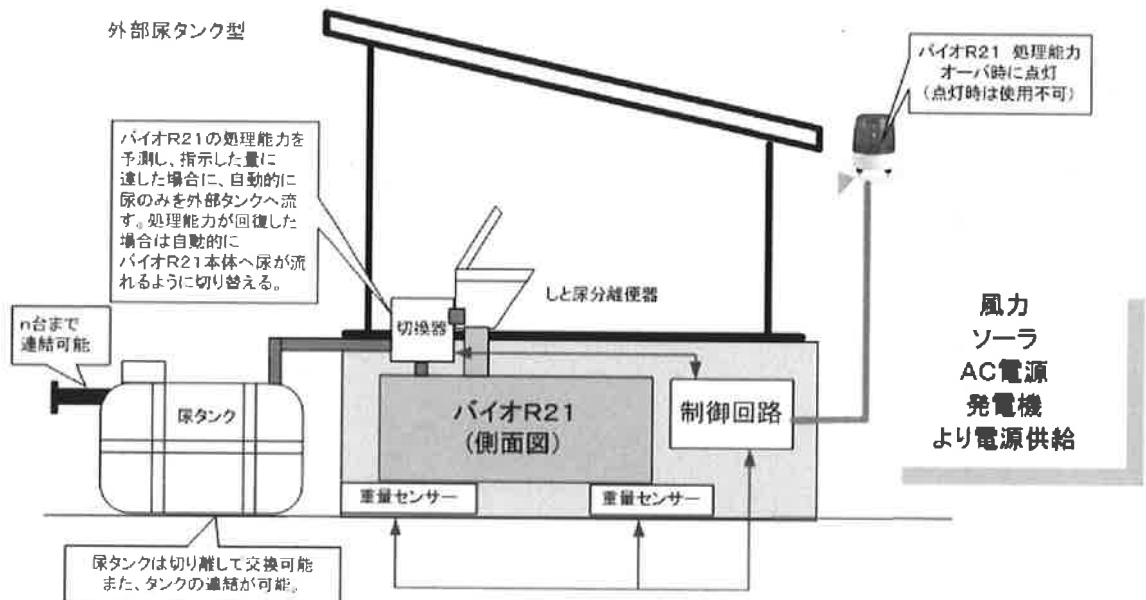 外部尿タンク型
バイオR21 処理能力
オーバ時に点灯
(点灯時は使用不可)
バイオR21の処理能力を
予測し、指示した量に
達した場合に、自動的に
尿のみを外部タンクへ流
す。処理能力が回復した
場合は自動的に
バイオR21本体へ尿が流
れるように切り替える。
しと尿分離便器
切換器
n台まで
連結可能
尿タンク
バイオR21
(側面図)
制御回路
重量センサー
重量センサー
風力
ソーラ
AC電源
発電機
より電源供給
尿タンクは切り離して交換可能
また、タンクの連結が可能。